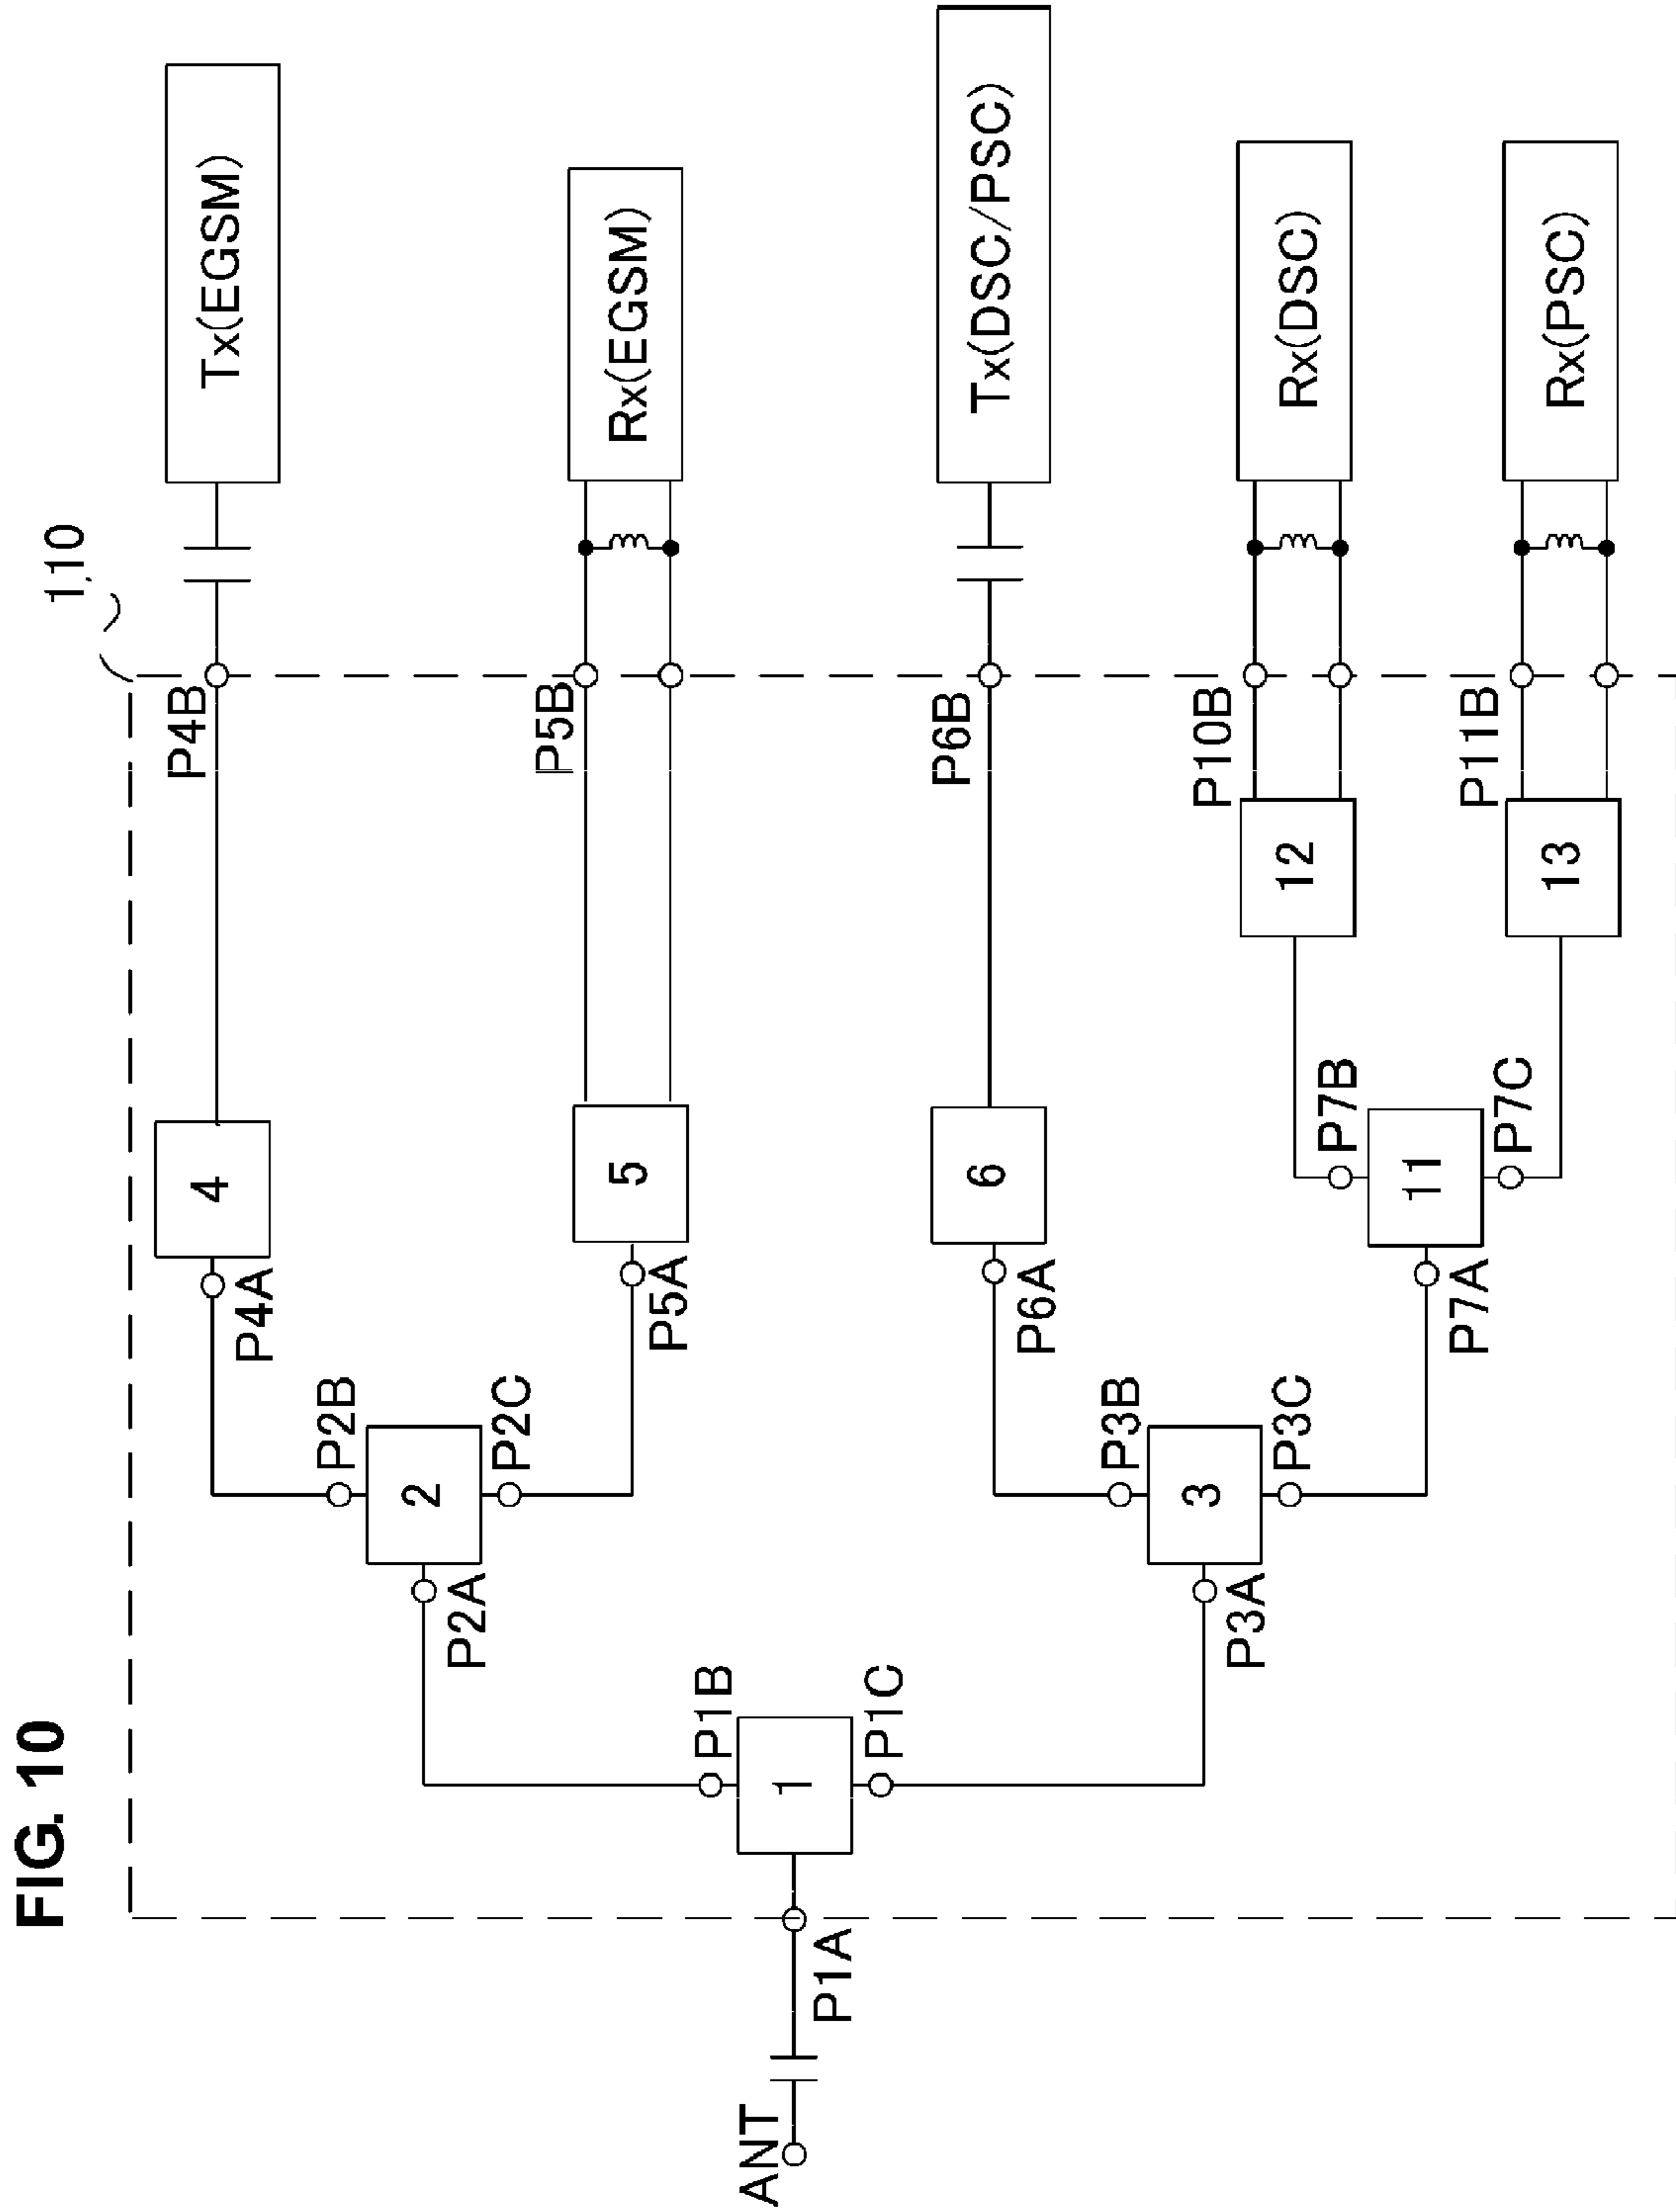 FIG. 10
1,10
ANT
P1A
1
P1B
P1C
P2A
2
P2B
P2C
P3A
3
P3B
P3C
P4A
4
P4B
Tx(EGSM)
P5A
5
P5B
Rx(EGSM)
P6A
6
P6B
Tx(DSC/PSC)
P7A
11
P7B
P7C
12
P10B
Rx(DSC)
13
P11B
Rx(PSC)